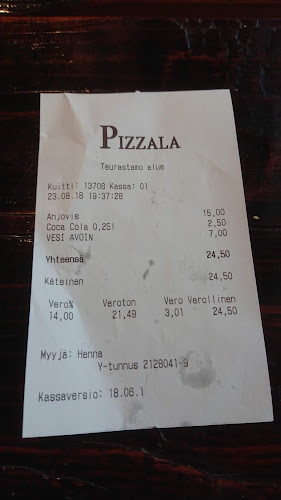 PIZZALA
Teurastamo alue
Kuitti: 13708 Kassa: 01
23.08.18 19:37:28
Anjovis 15,00
Coca Cola 0,25l 2,50
VESI AVOIN 7,00
Yhteensä 24,50
Käteinen 24,50
Vero% Veroton Vero Verollinen
14,00 21,49 3,01 24,50
Myyjä: Henna
Y-tunnus 2126041-9
Kassaversio: 18.06.1